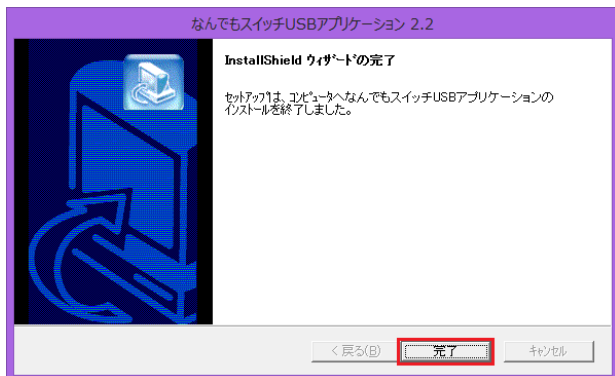 なんでもスイッチUSBアプリケーション 2.2
InstallShield ウィザードの完了
セットアップは、コンピュータへなんでもスイッチUSBアプリケーションの
インストールを終了しました。
< 戻る(B)
完了
キャンセル